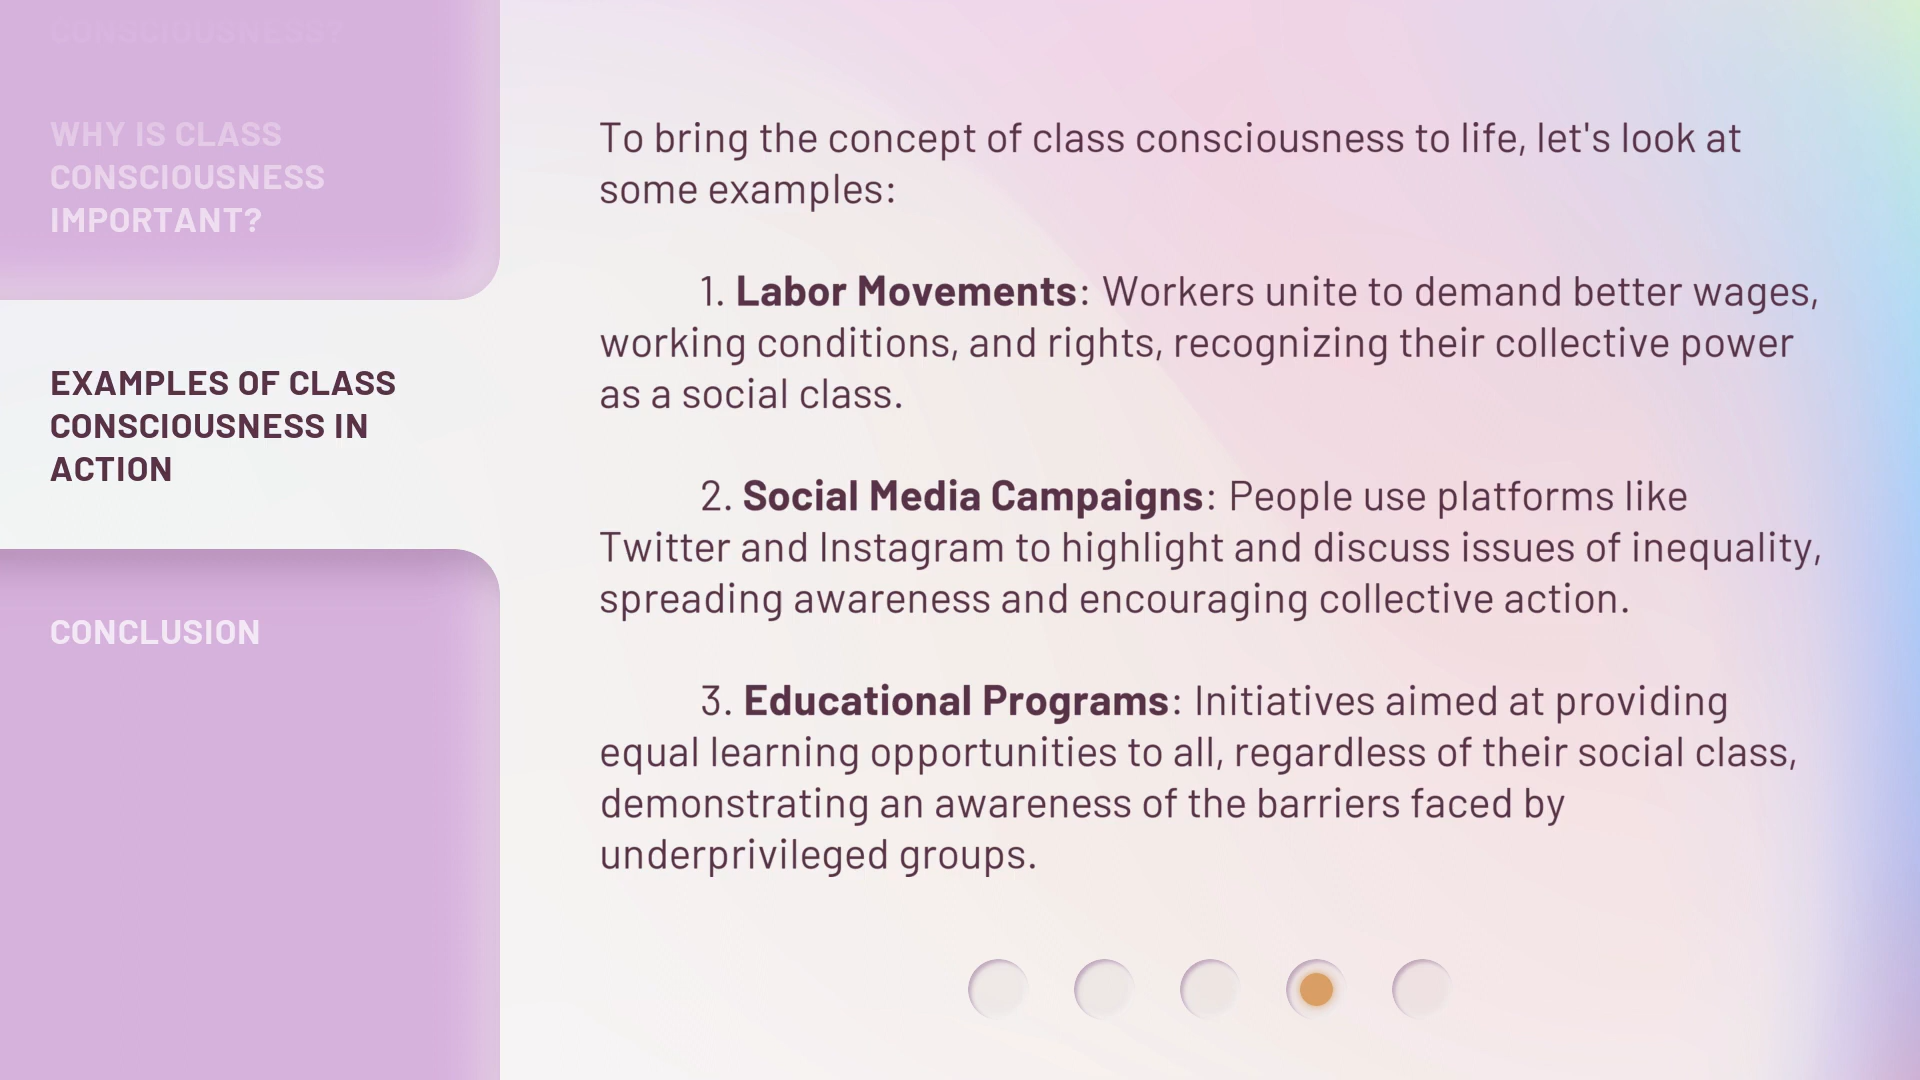 CONSCIOUSNESS?
WHY IS CLASS
CONSCIOUSNESS
IMPORTANT?
EXAMPLES OF CLASS
CONSCIOUSNESS IN
ACTION
CONCLUSION
To bring the concept of class consciousness to life, let's look at
some examples:
1. Labor Movements: Workers unite to demand better wages,
working conditions, and rights, recognizing their collective power
as a social class.
2. Social Media Campaigns: People use platforms like
Twitter and Instagram to highlight and discuss issues of inequality,
spreading awareness and encouraging collective action.
3. Educational Programs: Initiatives aimed at providing
equal learning opportunities to all, regardless of their social class,
demonstrating an awareness of the barriers faced by
underprivileged groups.